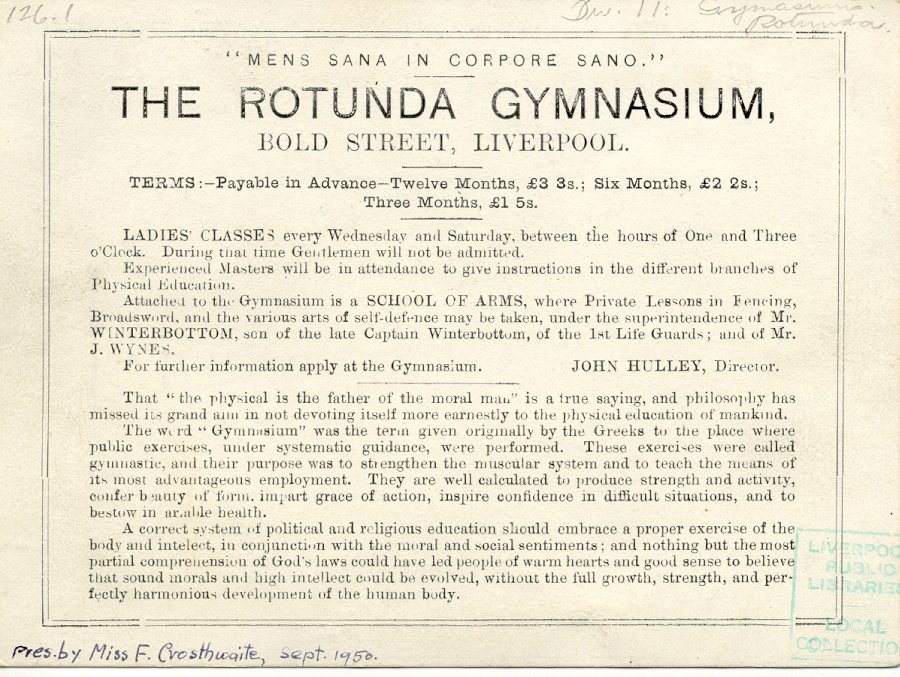 126.1
Div. 11: Gymnasiums.
Rotunda.
"MENS SANA IN CORPORE SANO."
THE ROTUNDA GYMNASIUM,
BOLD STREET, LIVERPOOL.
TERMS:—Payable in Advance—Twelve Months, £3 3s.; Six Months, £2 2s.;
Three Months, £1 5s.
LADIES' CLASSES every Wednesday and Saturday, between the hours of One and Three
o'Clock. During that time Gentlemen will not be admitted.
Experienced Masters will be in attendance to give instructions in the different branches of
Physical Education.
Attached to the Gymnasium is a SCHOOL OF ARMS, where Private Lessons in Fencing,
Broadsword, and the various arts of self-defence may be taken, under the superintendence of Mr.
WINTERBOTTOM, son of the late Captain Winterbottom, of the 1st Life Guards; and of Mr.
J. WYNES.
For further information apply at the Gymnasium. JOHN HULLEY, Director.
That "the physical is the father of the moral man" is a true saying, and philosophy has
missed its grand aim in not devoting itself more earnestly to the physical education of mankind.
The word "Gymnasium" was the term given originally by the Greeks to the place where
public exercises, under systematic guidance, were performed. These exercises were called
gymnastic, and their purpose was to strengthen the muscular system and to teach the means of
its most advantageous employment. They are well calculated to produce strength and activity,
confer beauty of form, impart grace of action, inspire confidence in difficult situations, and to
bestow invariable health.
A correct system of political and religious education should embrace a proper exercise of the
body and intelect, in conjunction with the moral and social sentiments; and nothing but the most
partial comprehension of God's laws could have led people of warm hearts and good sense to believe
that sound morals and high intellect could be evolved, without the full growth, strength, and per-
fectly harmonious development of the human body.
LIVERPOOL
PUBLIC
LIBRARIES
LOCAL
COLLECTIO
Pres. by Miss F. Crosthwaite, Sept. 1950.